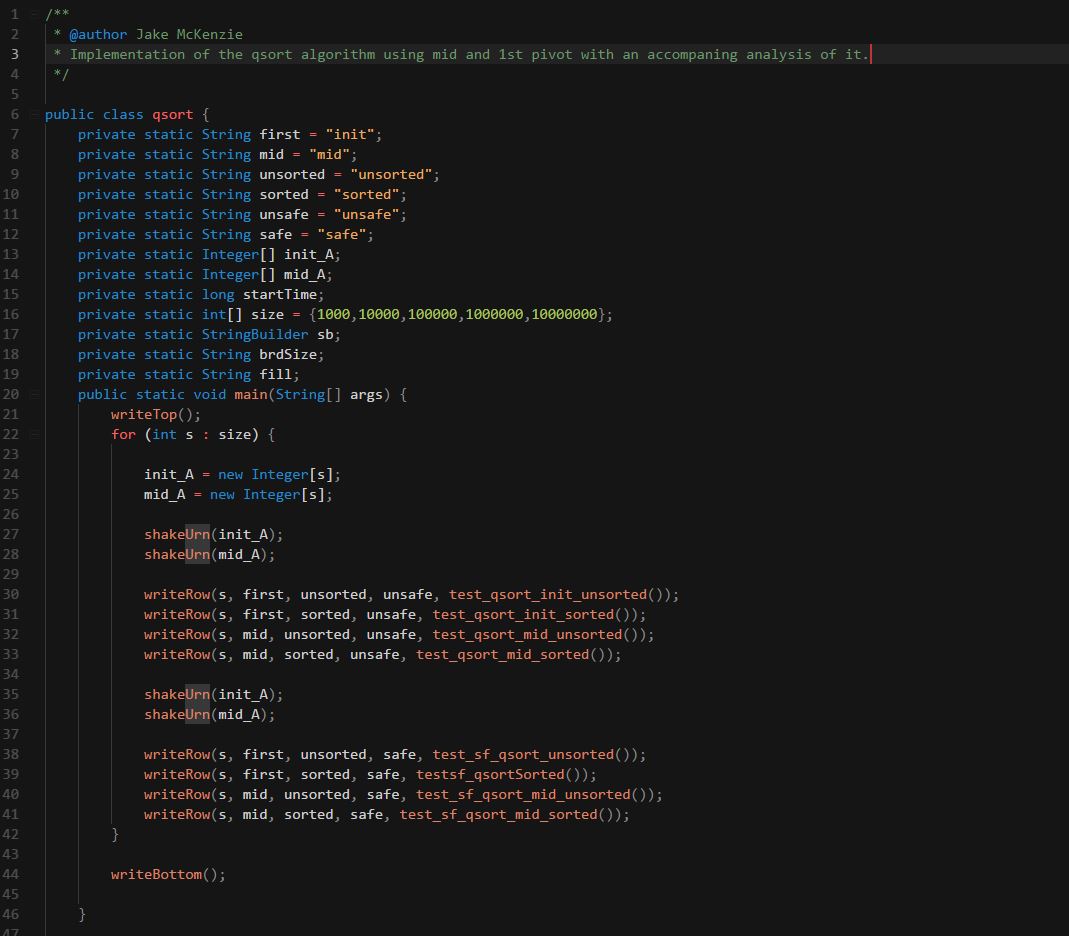 1 /**
2 * @author Jake McKenzie
3 * Implementation of the qsort algorithm using mid and 1st pivot with an accompaning analysis of it.
4 */
5
6 public class qsort {
7 private static String first = "init";
8 private static String mid = "mid";
9 private static String unsorted = "unsorted";
10 private static String sorted = "sorted";
11 private static String unsafe = "unsafe";
12 private static String safe = "safe";
13 private static Integer[] init_A;
14 private static Integer[] mid_A;
15 private static long startTime;
16 private static int[] size = {1000,10000,100000,1000000,10000000};
17 private static StringBuilder sb;
18 private static String brdSize;
19 private static String fill;
20 public static void main(String[] args) {
21 writeTop();
22 for (int s : size) {
23
24 init_A = new Integer[s];
25 mid_A = new Integer[s];
26
27 shakeUrn(init_A);
28 shakeUrn(mid_A);
29
30 writeRow(s, first, unsorted, unsafe, test_qsort_init_unsorted());
31 writeRow(s, first, sorted, unsafe, test_qsort_init_sorted());
32 writeRow(s, mid, unsorted, unsafe, test_qsort_mid_unsorted());
33 writeRow(s, mid, sorted, unsafe, test_qsort_mid_sorted());
34
35 shakeUrn(init_A);
36 shakeUrn(mid_A);
37
38 writeRow(s, first, unsorted, safe, test_sf_qsort_unsorted());
39 writeRow(s, first, sorted, safe, testsf_qsortSorted());
40 writeRow(s, mid, unsorted, safe, test_sf_qsort_mid_unsorted());
41 writeRow(s, mid, sorted, safe, test_sf_qsort_mid_sorted());
42 }
43
44 writeBottom();
45
46 }
47